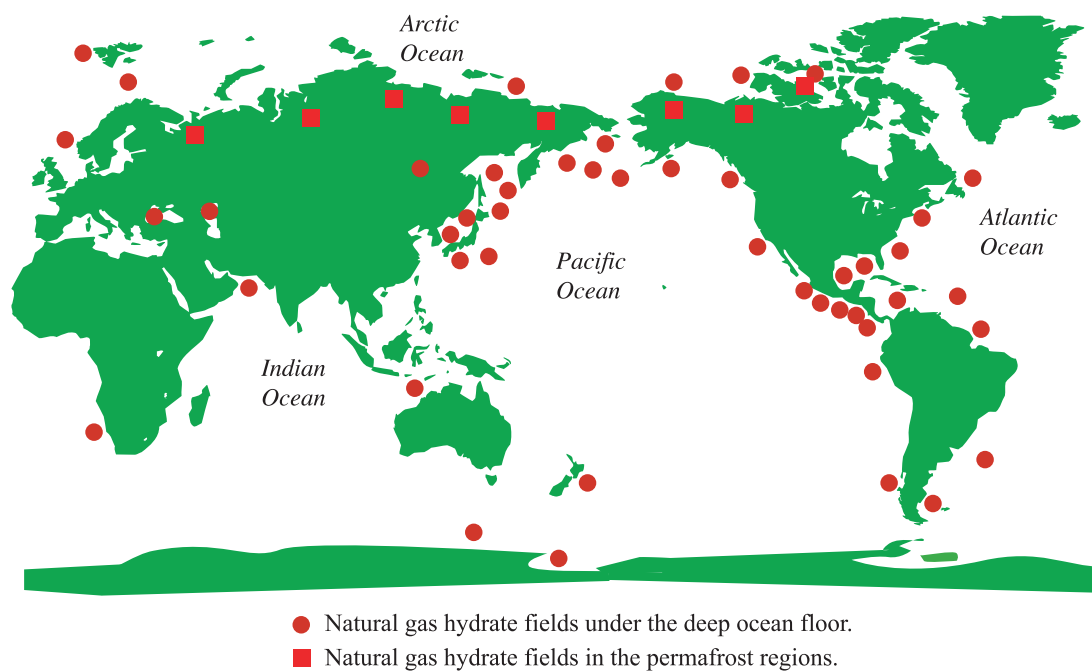 Arctic
Ocean
Atlantic
Ocean
Pacific
Ocean
Indian
Ocean
Natural gas hydrate fields under the deep ocean floor.
Natural gas hydrate fields in the permafrost regions.